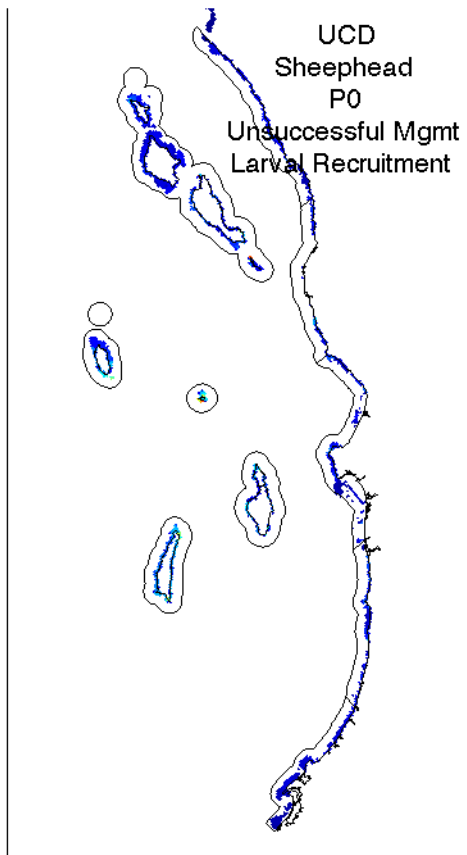 UCD
Sheephead
P0
Unsuccessful Mgmt
Larval Recruitment